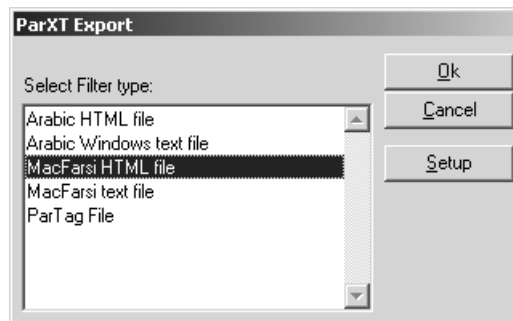 ParXT Export
Select Filter type:
Arabic HTML file
Arabic Windows text file
MacFarsi HTML file
MacFarsi text file
ParTag File
Ok
Cancel
Setup